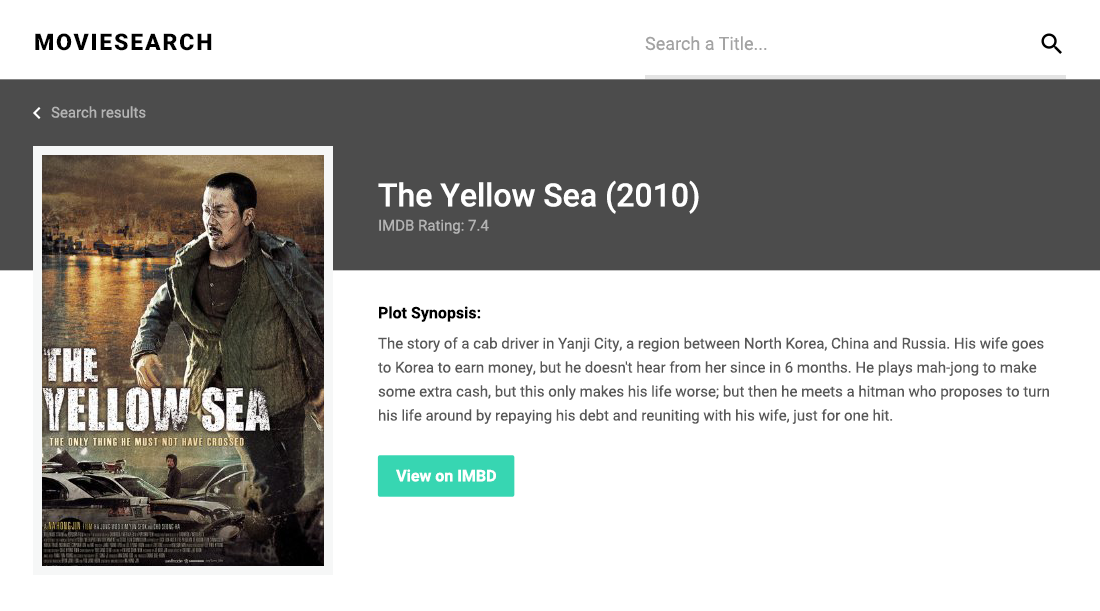 MOVIESEARCH
Search a Title...
Search results
The Yellow Sea (2010)
IMDB Rating: 7.4
THE
YELLOW SEA
THE ONLY THING HE MUST NOT HAVE CROSSED
Plot Synopsis:
The story of a cab driver in Yanji City, a region between North Korea, China and Russia. His wife goes
to Korea to earn money, but he doesn't hear from her since in 6 months. He plays mah-jong to make
some extra cash, but this only makes his life worse; but then he meets a hitman who proposes to turn
his life around by repaying his debt and reuniting with his wife, just for one hit.
View on IMBD